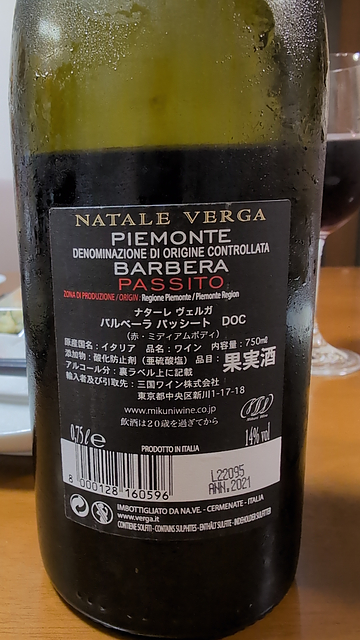 NATALE VERGA
PIEMONTE
DENOMINAZIONE DI ORIGINE CONTROLLATA
BARBERA
PASSITO
ZONA DI PRODUZIONE / ORIGIN: Regione Piemonte / Piemonte Region
ナターレ ヴェルガ
バルベーラ パッシート DOC
(赤・ミディアムボディ)
原産国名：イタリア 品名：ワイン 内容量：750ml
添加物：酸化防止剤(亜硫酸塩) 品目：果実酒
アルコール分：裏ラベル上に記載
輸入者及び引取先：三国ワイン株式会社
東京都中央区新川1-17-18
www.mikuniwine.co.jp
飲酒は20歳を過ぎてから
0,75ℓ e
14% vol
PRODOTTO IN ITALIA
8 000128 160596
L22095
ANN.2021
IMBOTTIGLIATO DA NA.VE. - CERMENATE - ITALIA
www.verga.it
CONTIENE SOLFITI - CONTAINS SULPHITES - ENTHÄLT SULFITE - INDEHOLDER SULFITTER